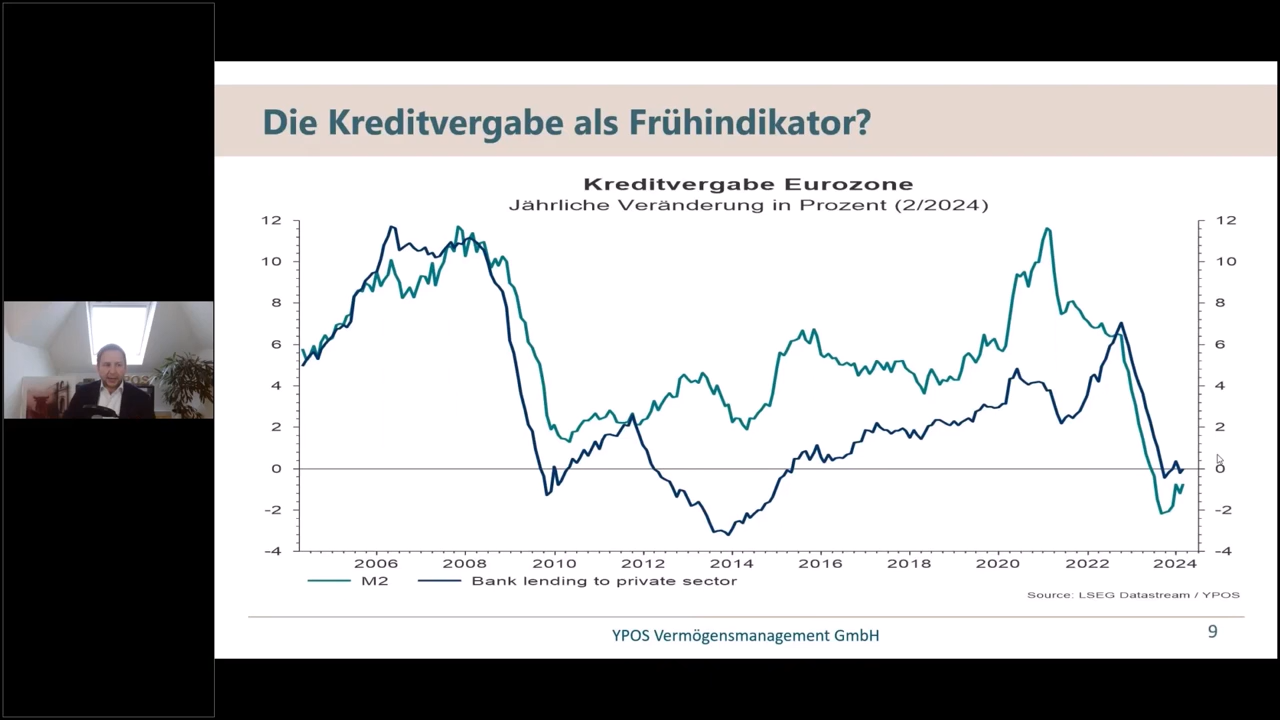 Die Kreditvergabe als Frühindikator?
Kreditvergabe Eurozone
Jährliche Veränderung in Prozent (2/2024)
12 12
10 10
8 8
6 6
4 4
2 2
0 0
-2 -2
-4 -4
2006 2008 2010 2012 2014 2016 2018 2020 2022 2024
M2 Bank lending to private sector
Source: LSEG Datastream / YPOS
YPOS Vermögensmanagement GmbH 9